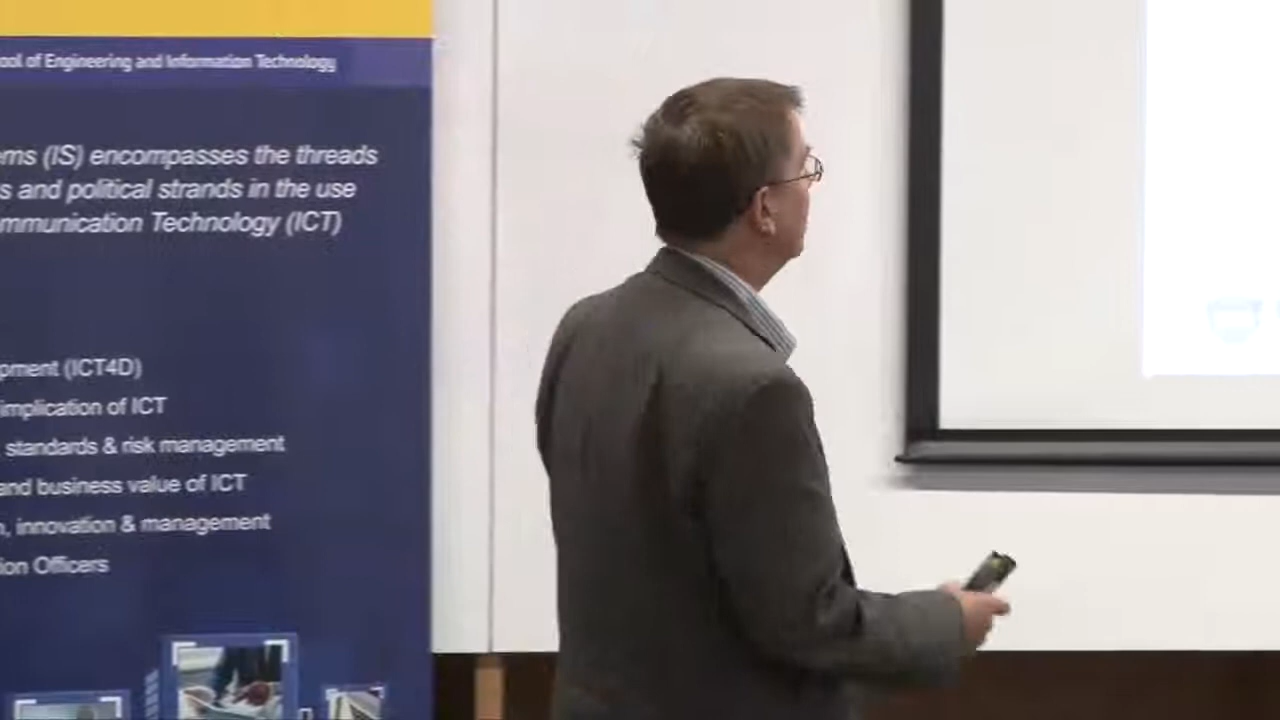 ool of Engineering and Information Technology
ems (IS) encompasses the threads
s and political strands in the use
mmunication Technology (ICT)
pment (ICT4D)
implication of ICT
, standards & risk management
and business value of ICT
n, innovation & management
ion Officers